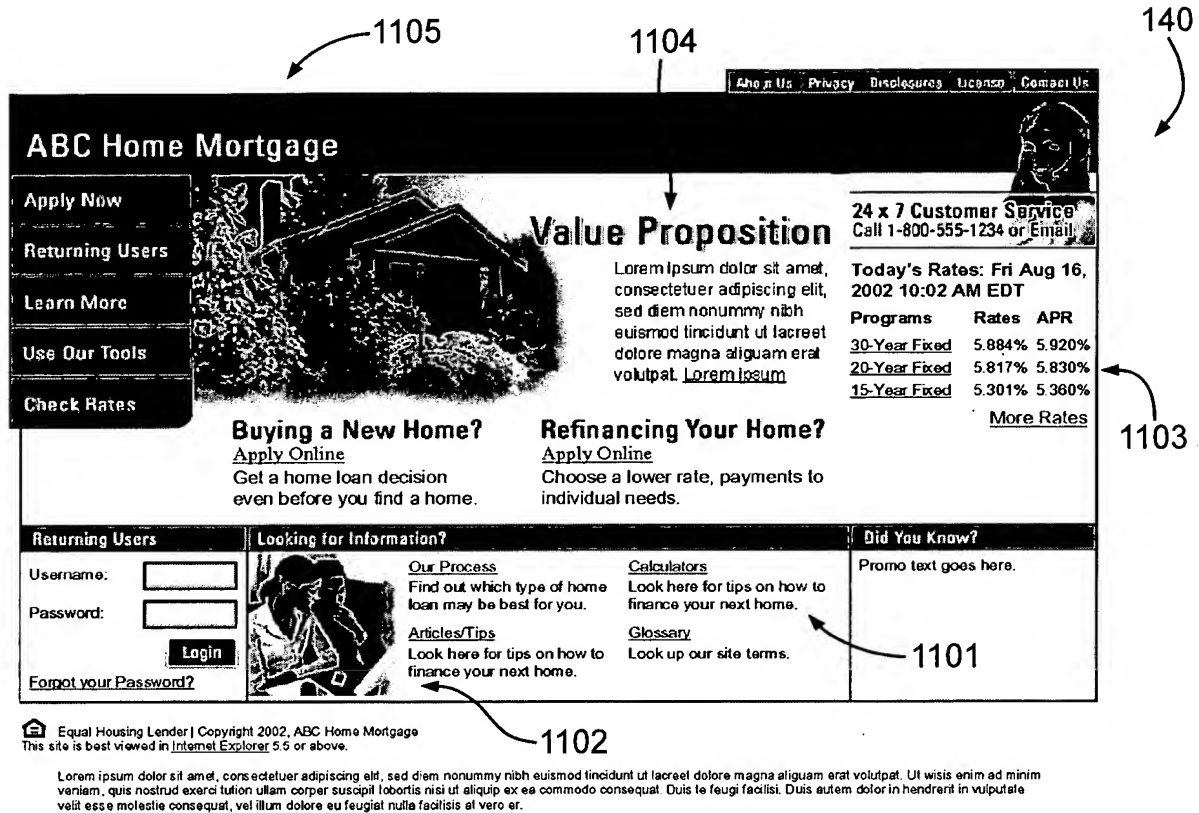 1105
1104
140
About Us Privacy Disclosures License Contact Us
ABC Home Mortgage
Apply Now
Returning Users
Learn More
Use Our Tools
Check Rates
Value Proposition
Lorem ipsum dolor sit amet,
consectetuer adipiscing elit,
sed diem nonummy nibh
euismod tincidunt ut lacreet
dolore magna aliguam erat
volutpat. Lorem ipsum
24 x 7 Customer Service
Call 1-800-555-1234 or Email
Today's Rates: Fri Aug 16,
2002 10:02 AM EDT
Programs Rates APR
30-Year Fixed 5.884% 5.920%
20-Year Fixed 5.817% 5.830%
15-Year Fixed 5.301% 5.360%
More Rates
1103
Buying a New Home?
Apply Online
Get a home loan decision
even before you find a home.
Refinancing Your Home?
Apply Online
Choose a lower rate, payments to
individual needs.
Returning Users
Username:
Password:
Login
Forgot your Password?
Looking for Information?
Our Process
Find out which type of home
loan may be best for you.
Articles/Tips
Look here for tips on how to
finance your next home.
Calculators
Look here for tips on how to
finance your next home.
Glossary
Look up our site terms.
Did You Know?
Promo text goes here.
1101
1102
Equal Housing Lender | Copyright 2002, ABC Home Mortgage
This site is best viewed in Internet Explorer 5.5 or above.
Lorem ipsum dolor sit amet, consectetuer adipiscing elit, sed diem nonummy nibh euismod tincidunt ut lacreet dolore magna aliguam erat volutpat. Ut wisis enim ad minim
veniam, quis nostrud exerci tution ullam corper suscipit lobortis nisi ut aliquip ex ea commodo consequat. Duis te feugi facilisi. Duis autem dolor in hendrerit in vulputate
velit esse molestie consequat, vel illum dolore eu feugiat nulla facilisis at vero er.